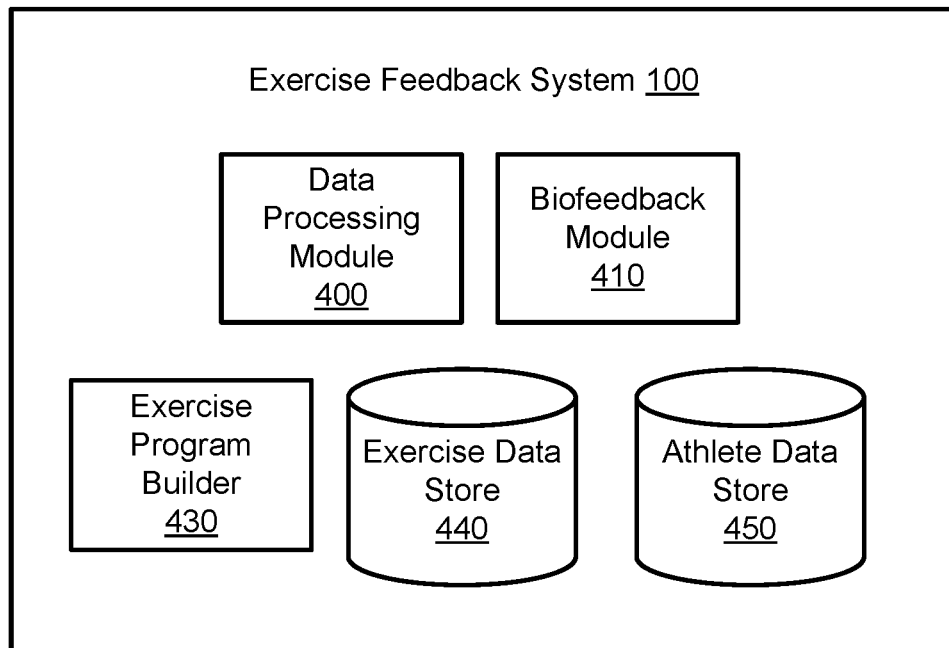 Exercise Feedback System 100
Data
Processing
Module
400
Biofeedback
Module
410
Exercise
Program
Builder
430
Exercise Data
Store
440
Athlete Data
Store
450